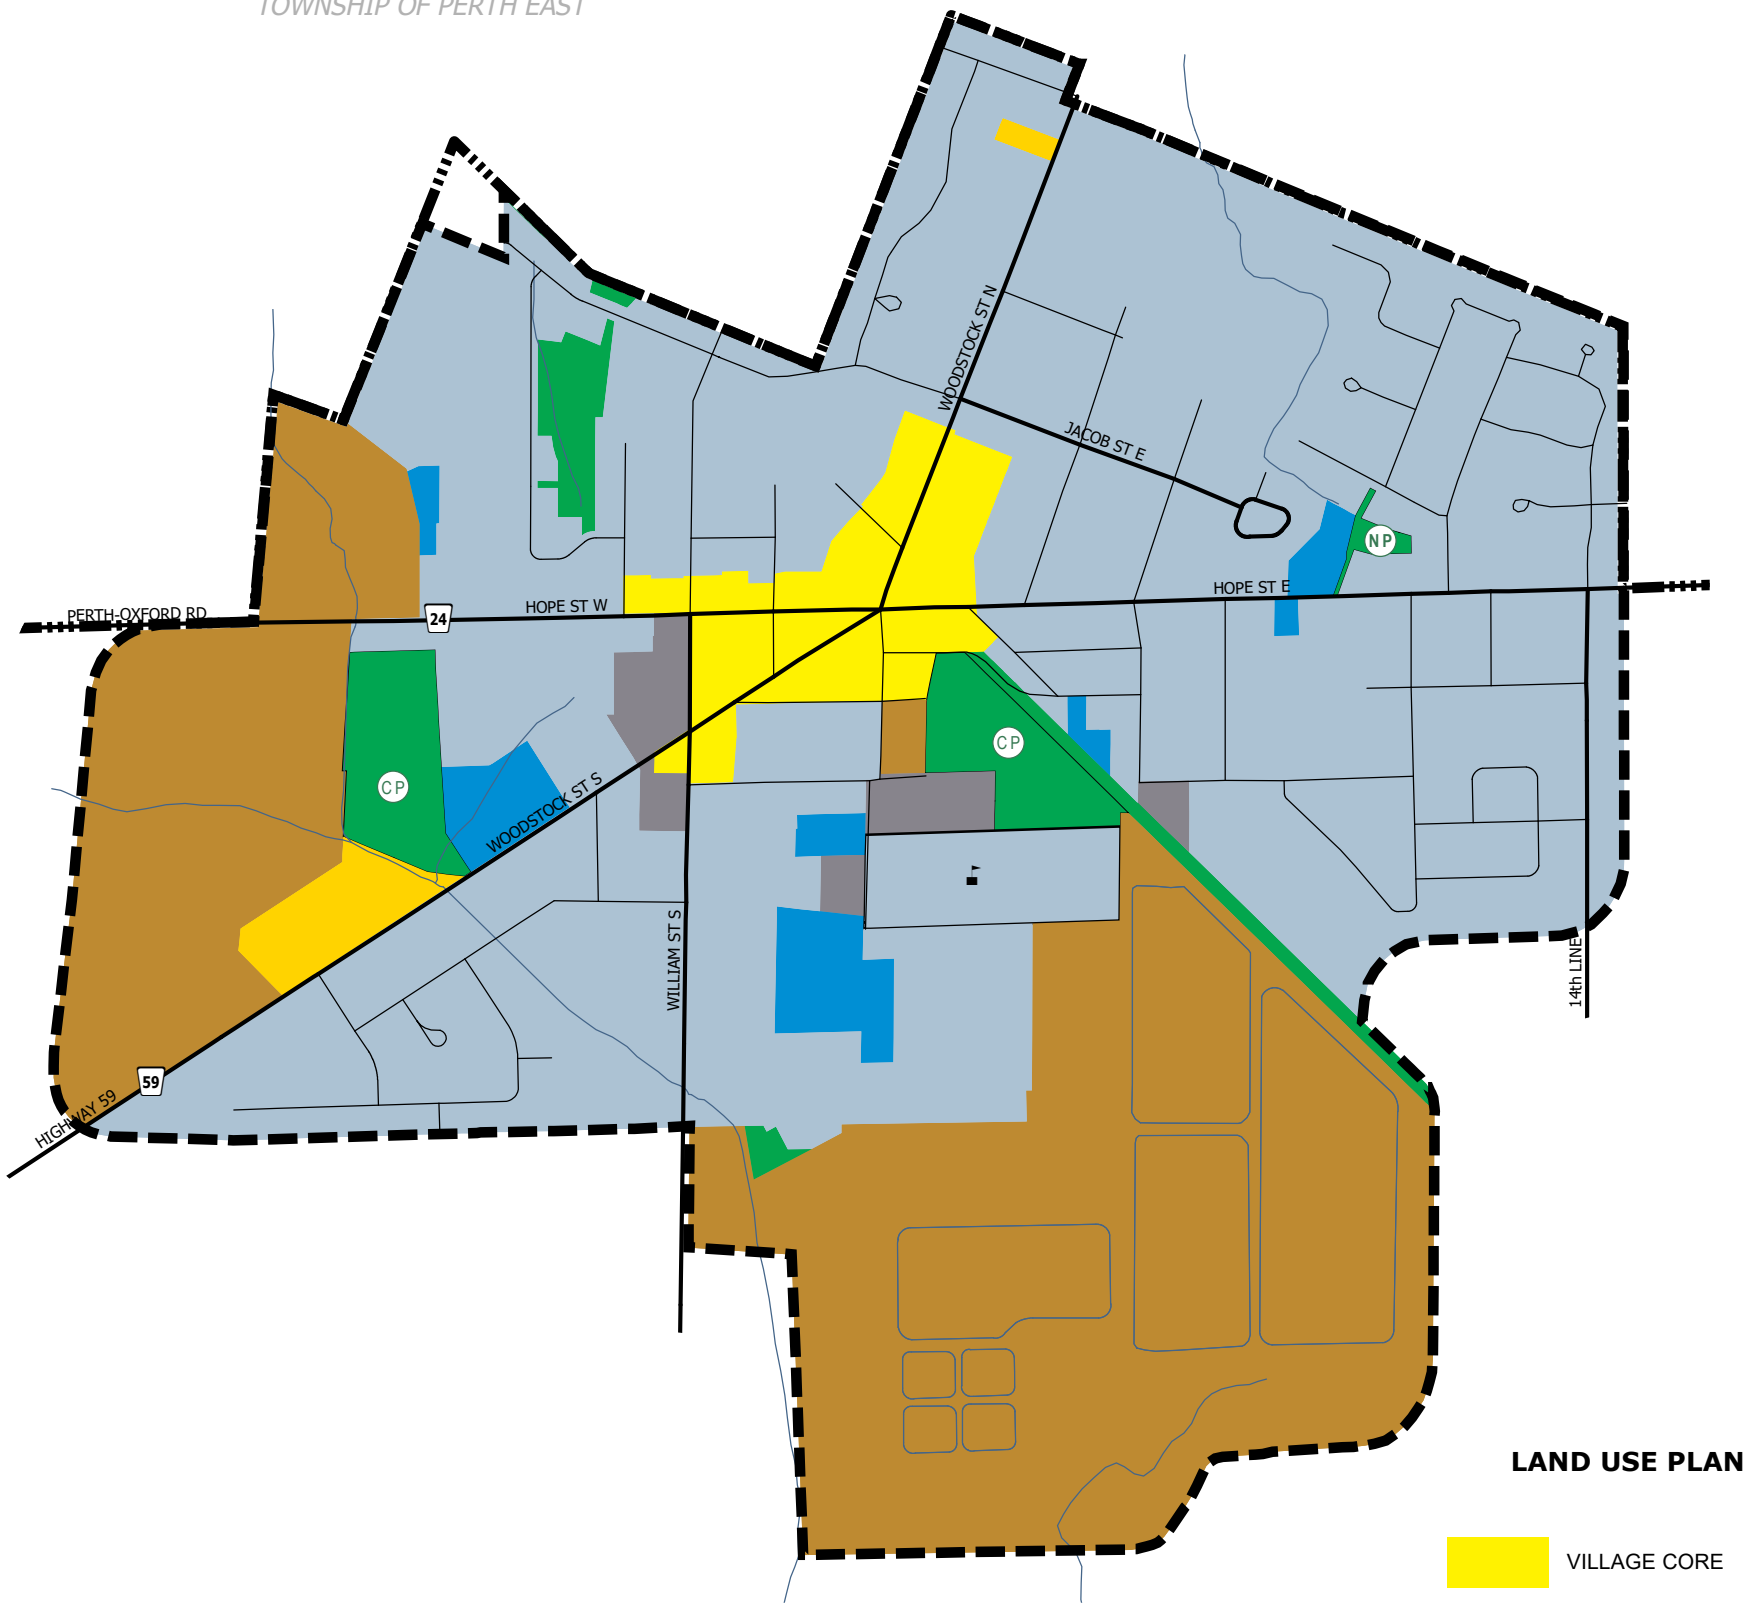 TOWNSHIP OF PERTH EAST
WOODSTOCK ST N
JACOB ST E
NP
HOPE ST E
PERTH-OXFORD RD
24
HOPE ST W
CP
CP
WOODSTOCK ST S
WILLIAM ST S
14th LINE
59
HIGHWAY 59
LAND USE PLAN
VILLAGE CORE